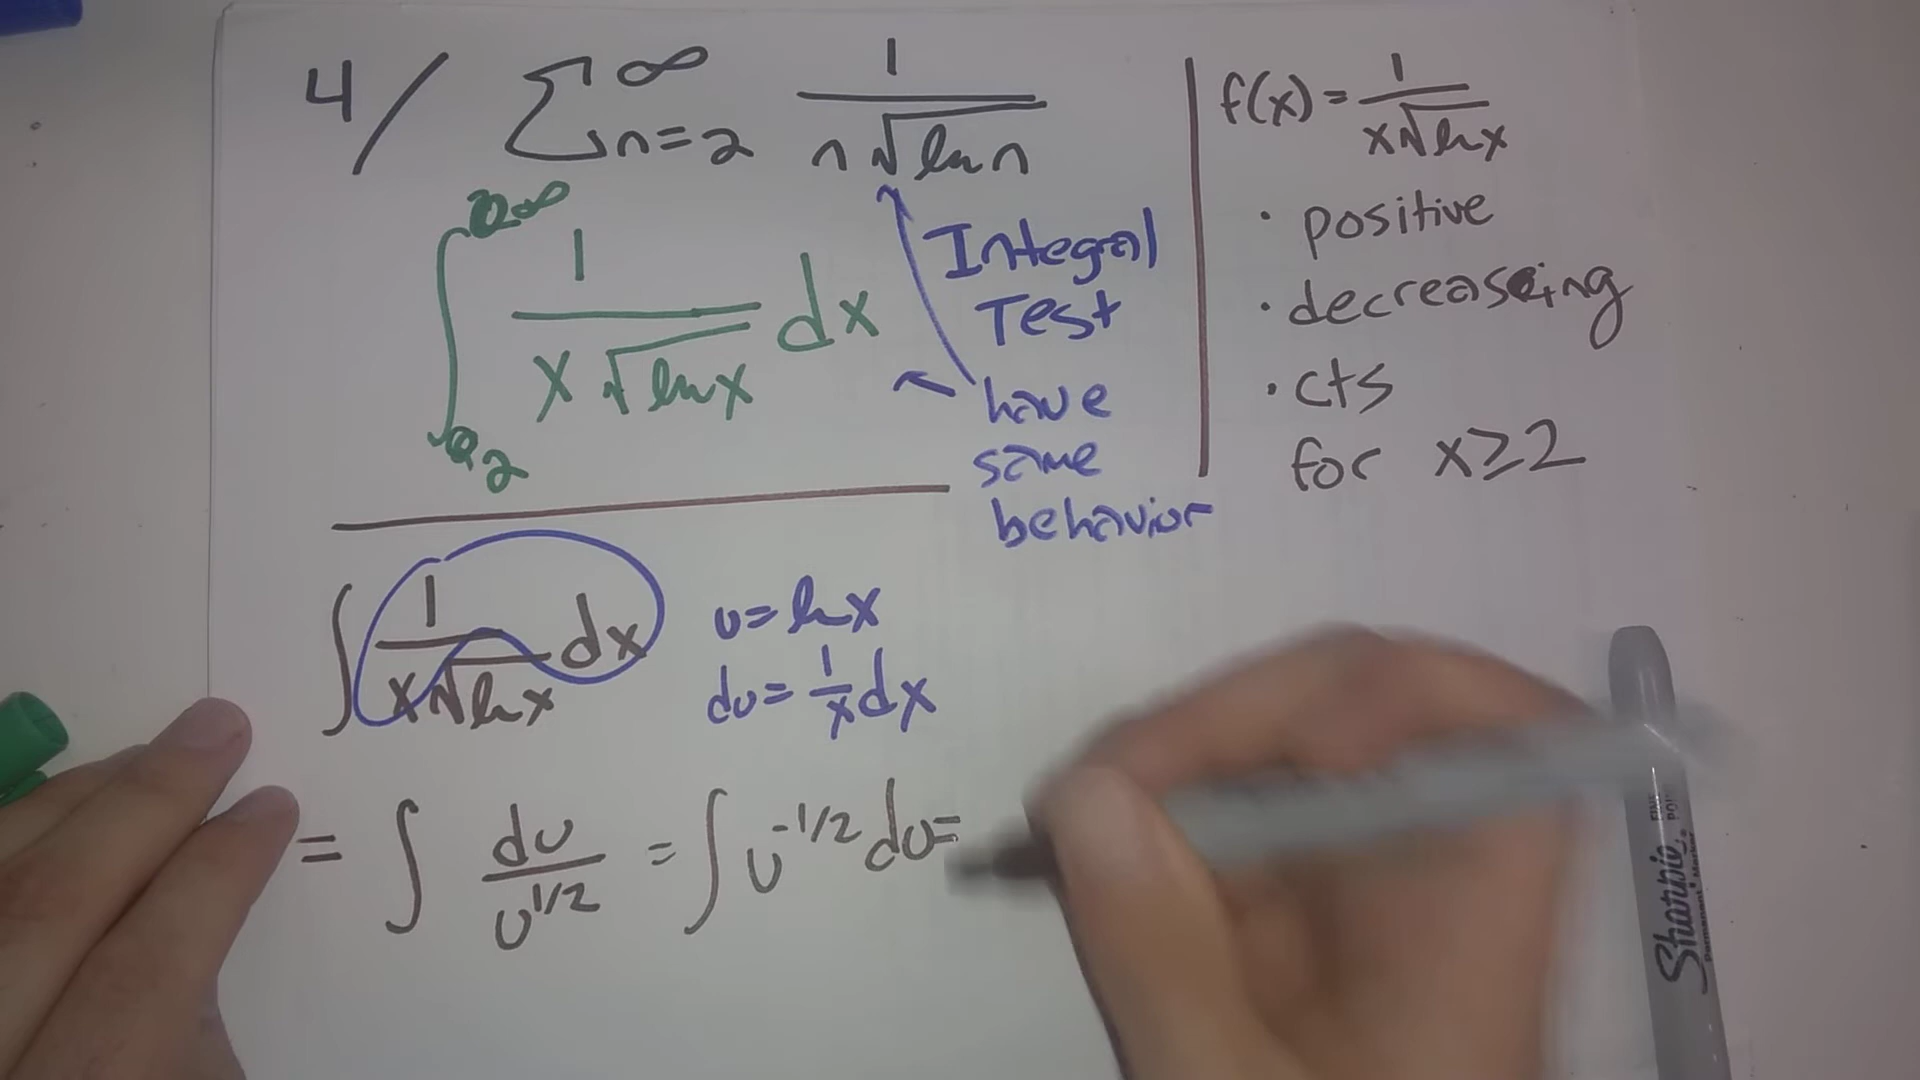 4/ ∑ n=2 ∞ 1/(n√ln n)
∫ 2 ∞ 1/(x√ln x) dx
Integral
Test
have
same
behavior
f(x) = 1/(x√ln x)
· positive
· decreasing
· cts
for x≥2
∫ 1/(x√ln x) dx
u = ln x
du = 1/x dx
= ∫ du/u^1/2 = ∫ u^-1/2 du =
Sharpie